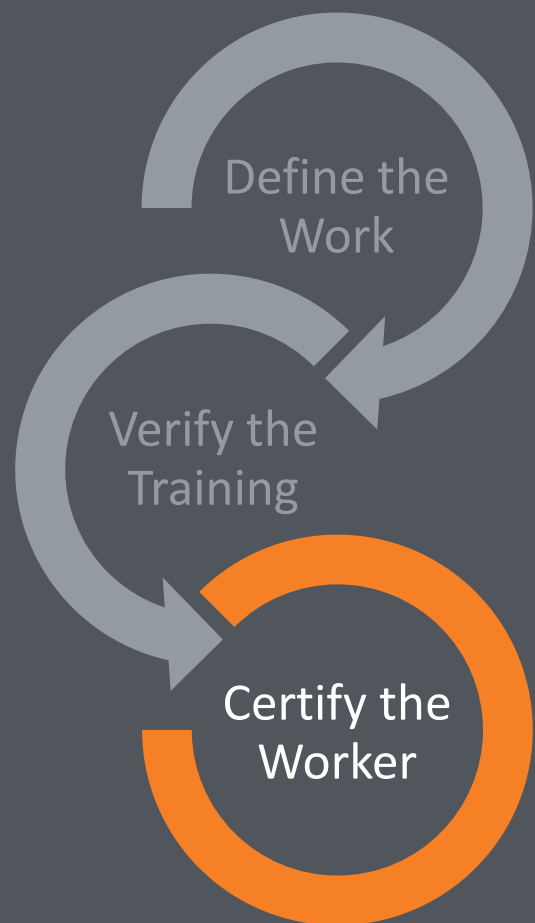 Define the
Work
Verify the
Training
Certify the
Worker